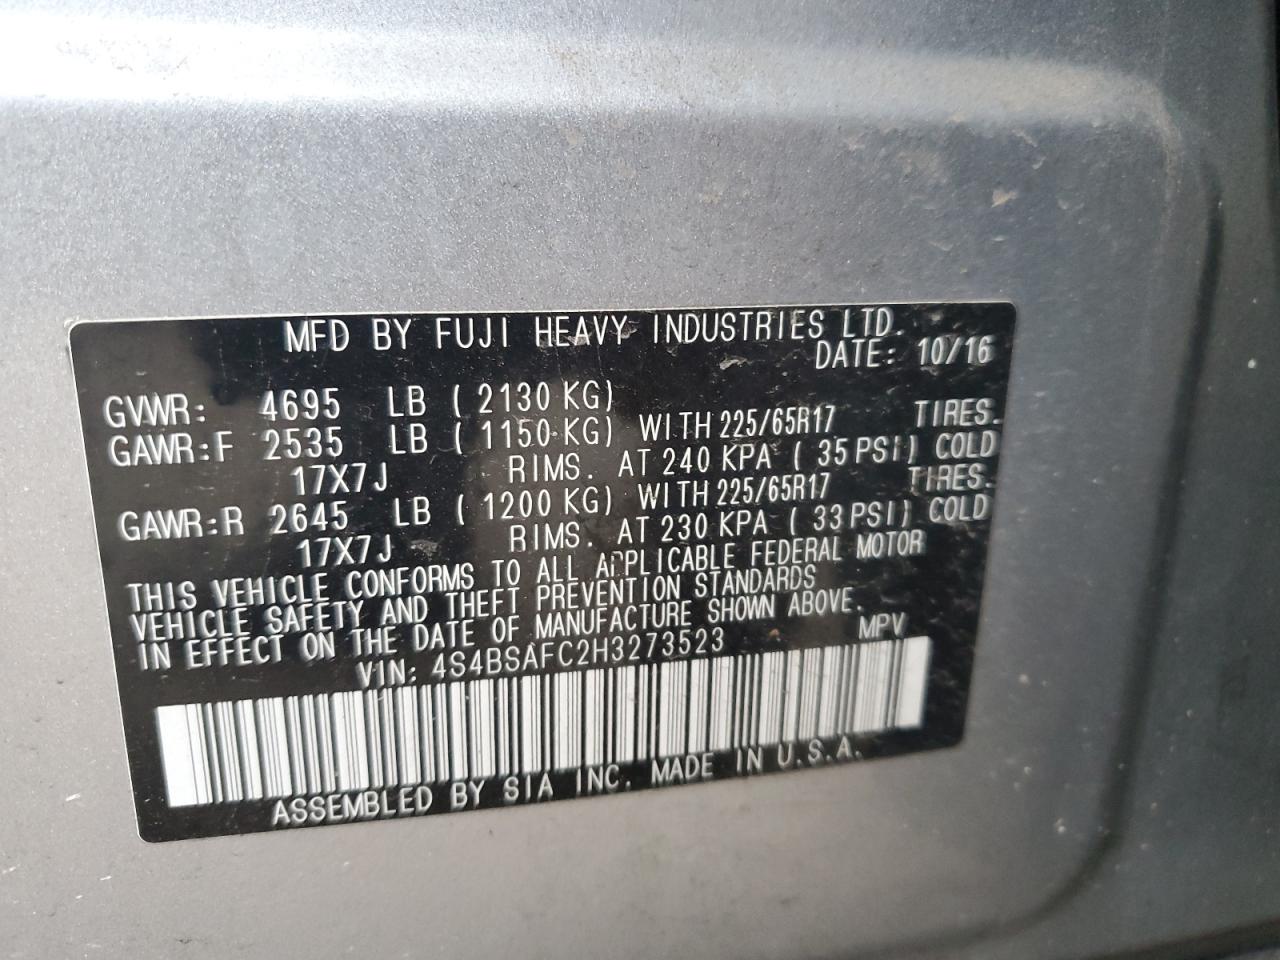 MFD BY FUJI HEAVY INDUSTRIES LTD.
DATE: 10/16
GVWR: 4695 LB ( 2130 KG)
GAWR:F 2535 LB ( 1150 KG) WITH 225/65R17 TIRES.
17X7J RIMS. AT 240 KPA ( 35 PSI) COLD
GAWR:R 2645 LB ( 1200 KG) WITH 225/65R17 TIRES.
17X7J RIMS. AT 230 KPA ( 33 PSI) COLD
THIS VEHICLE CONFORMS TO ALL APPLICABLE FEDERAL MOTOR
VEHICLE SAFETY AND THEFT PREVENTION STANDARDS
IN EFFECT ON THE DATE OF MANUFACTURE SHOWN ABOVE.
VIN: 4S4BSAFC2H3273523 MPV
ASSEMBLED BY SIA INC. MADE IN U.S.A.